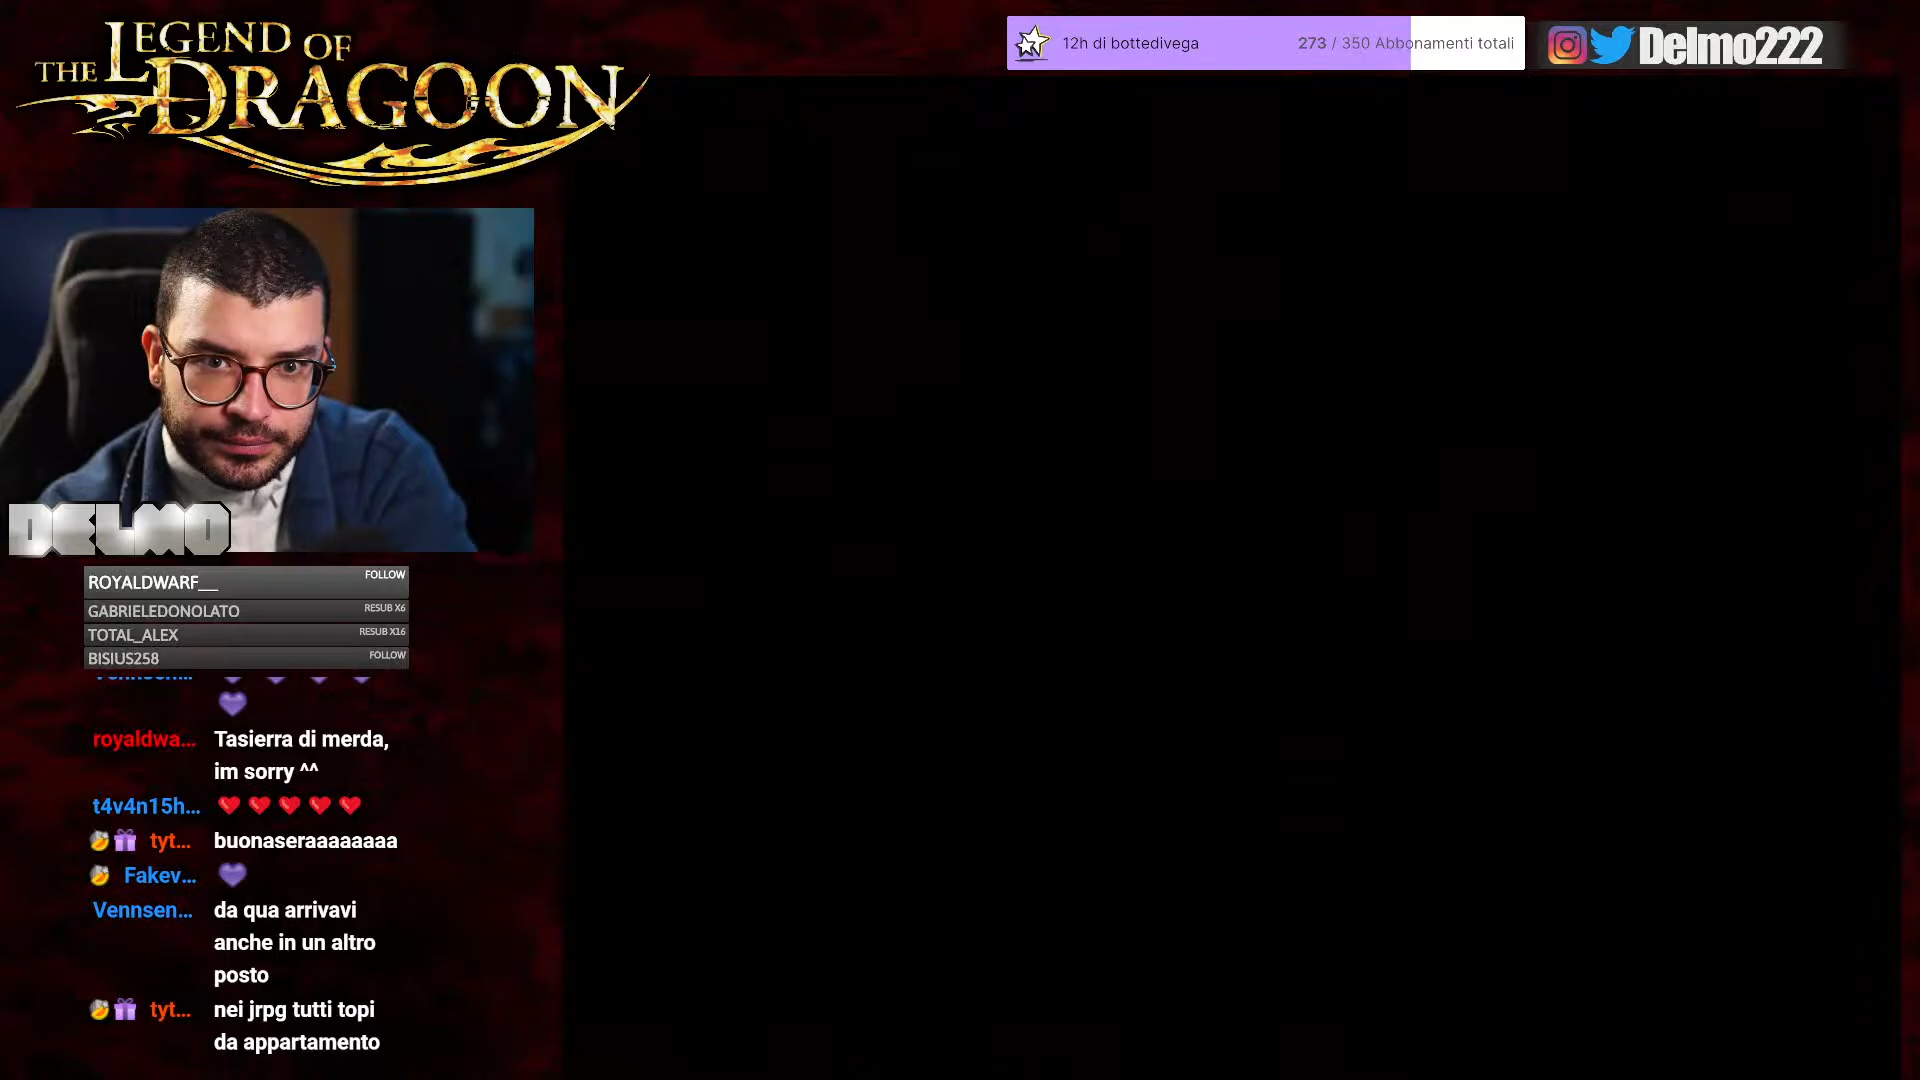 THE LEGEND OF
DRAGOON
12h di bottedivega
273 / 350 Abbonamenti totali
Delmo222
DELMO
ROYALDWARF__ FOLLOW
GABRIELEDONOLATO RESUB X6
TOTAL_ALEX RESUB X16
BISIUS258 FOLLOW
royaldwa... Tasierra di merda,
im sorry ^^
t4v4n15h...
tyt... buonaseraaaaaaaa
Fakev...
Vennsen... da qua arrivavi
anche in un altro
posto
tyt... nei jrpg tutti topi
da appartamento